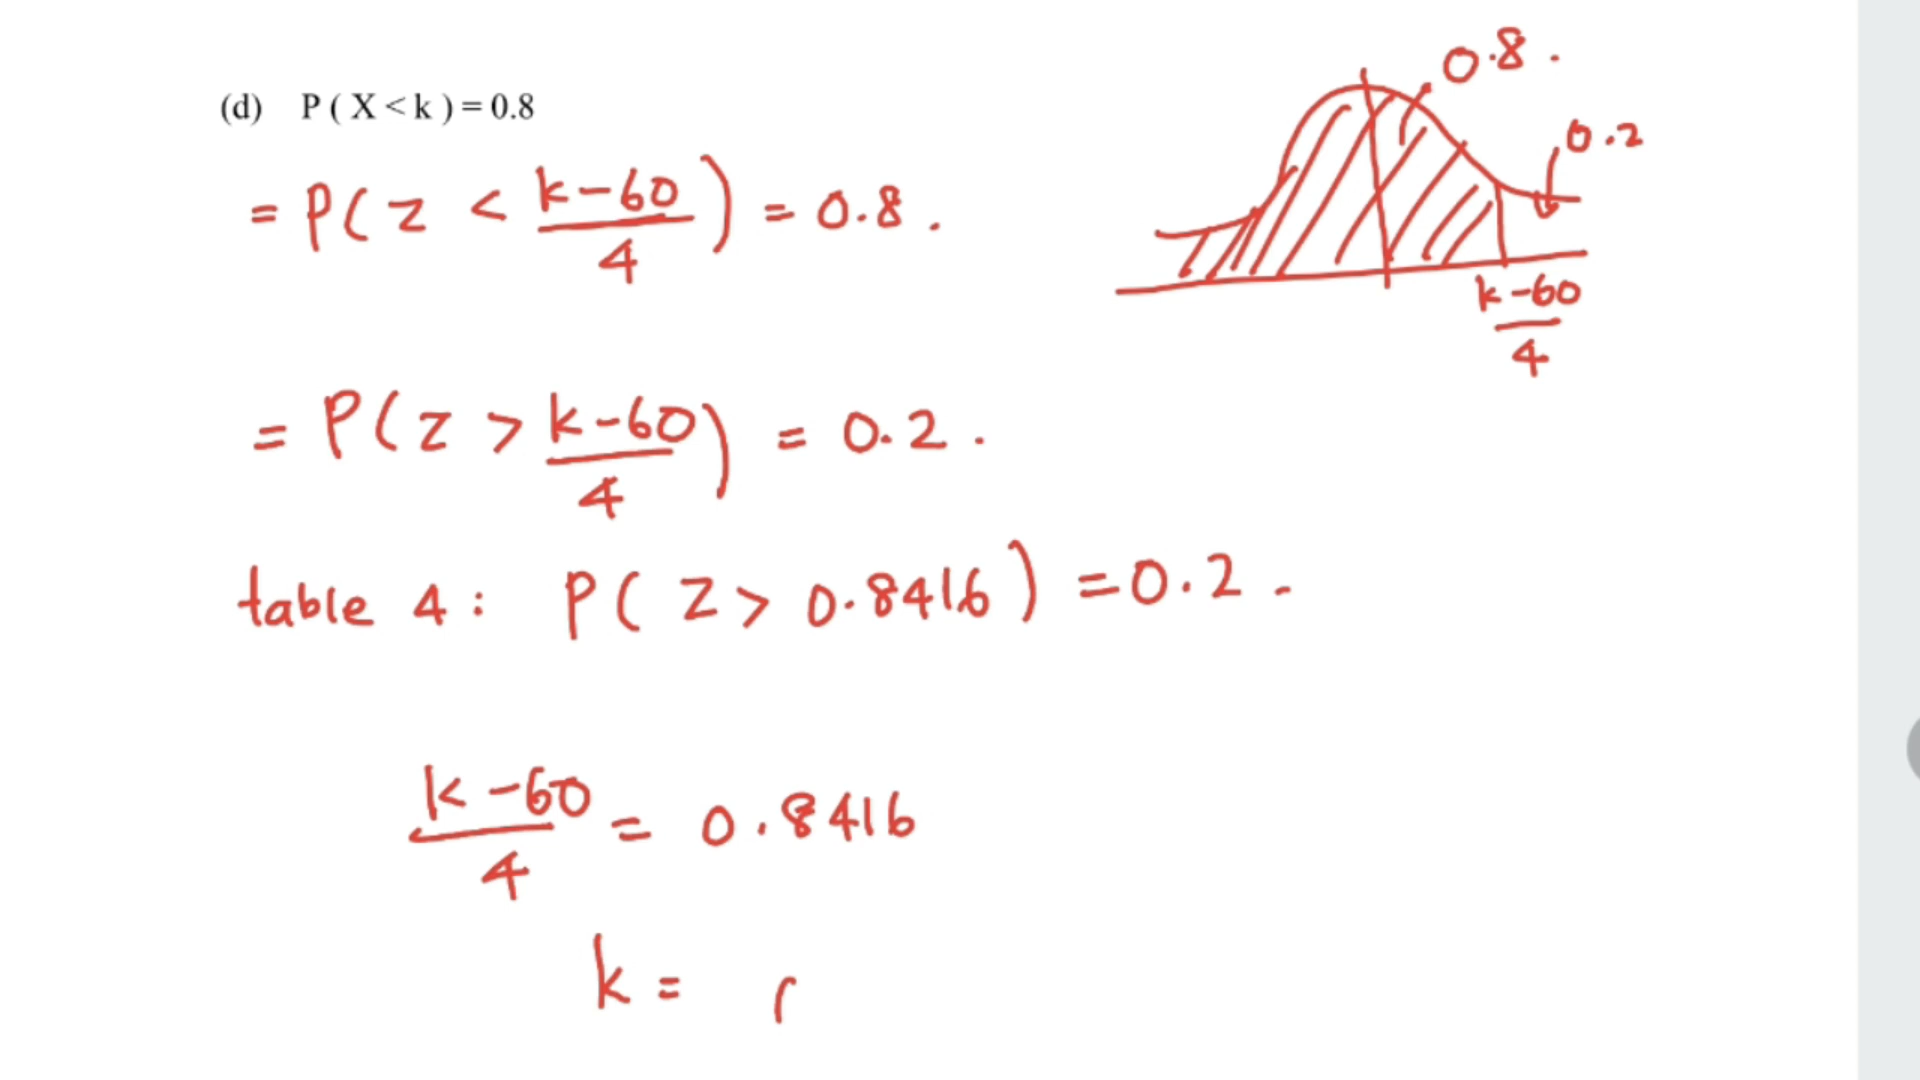 (d) P ( X < k ) = 0.8
= P( Z < k-60/4 ) = 0.8.
= P( Z > k-60/4 ) = 0.2.
table 4 : P( Z > 0.8416 ) = 0.2.
k-60/4 = 0.8416
k = (
0.8.
0.2
k-60/4